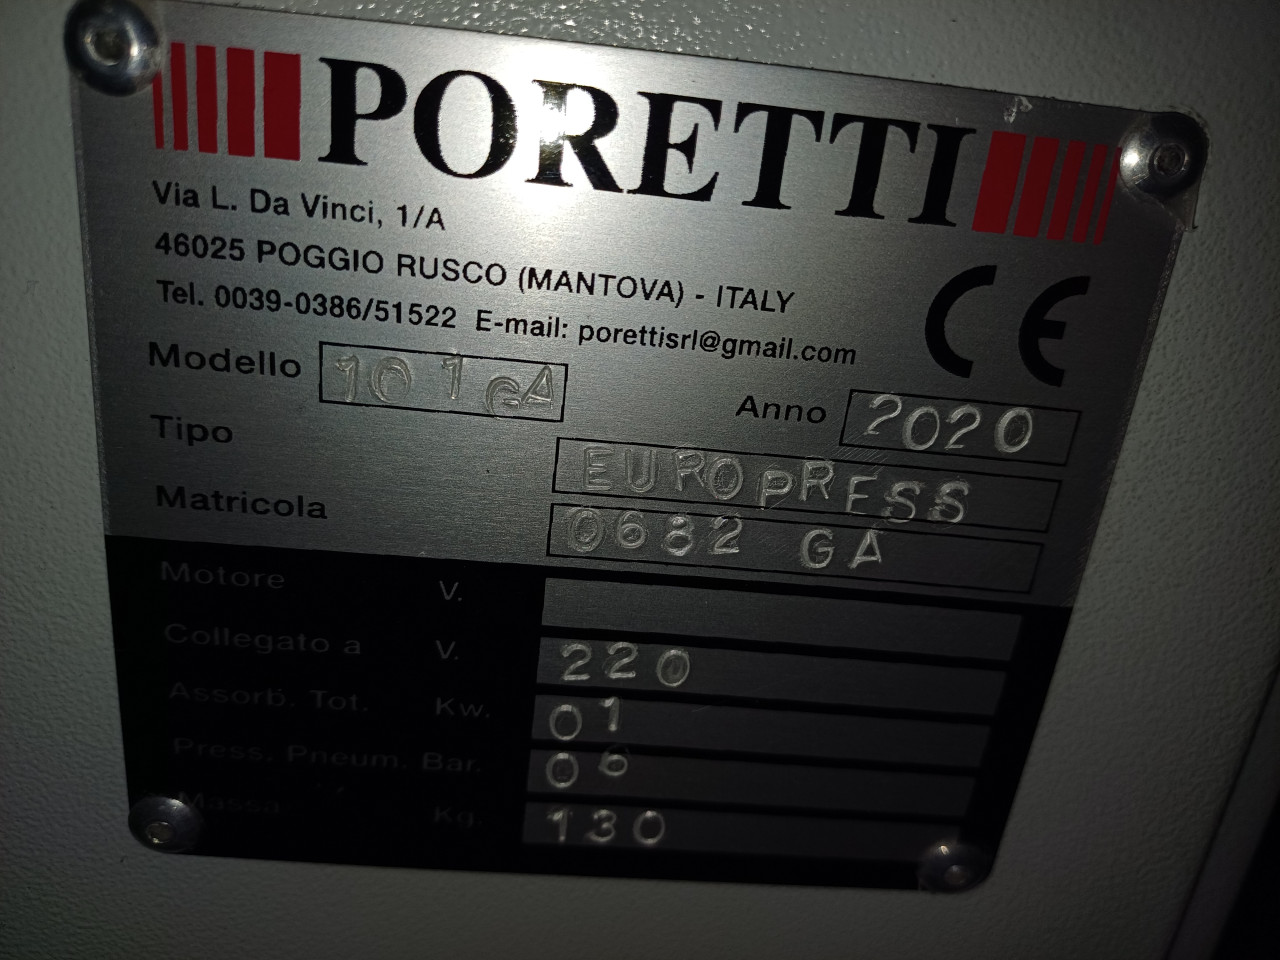 PORETTI
Via L. Da Vinci, 1/A
46025 POGGIO RUSCO (MANTOVA) - ITALY
Tel. 0039-0386/51522 E-mail: porettisrl@gmail.com
CE
Modello 101GA Anno 2020
Tipo EUROPRESS
Matricola 0682 GA
Motore V.
Collegato a V. 220
Assorb. Tot. Kw. 01
Press. Pneum. Bar. 06
Massa Kg. 130